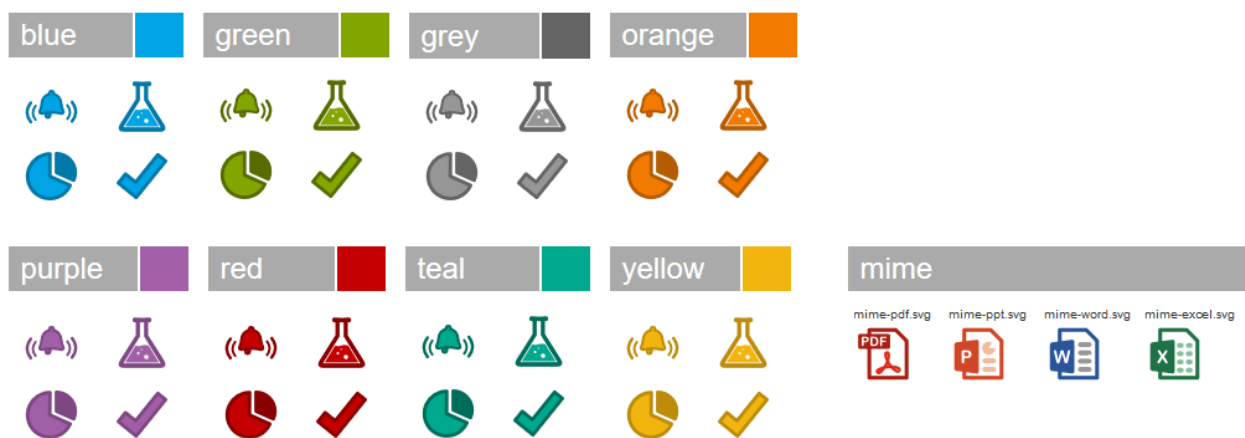 blue
green
grey
orange
purple
red
teal
yellow
mime
mime-pdf.svg
mime-ppt.svg
mime-word.svg
mime-excel.svg
PDF
P
W
X